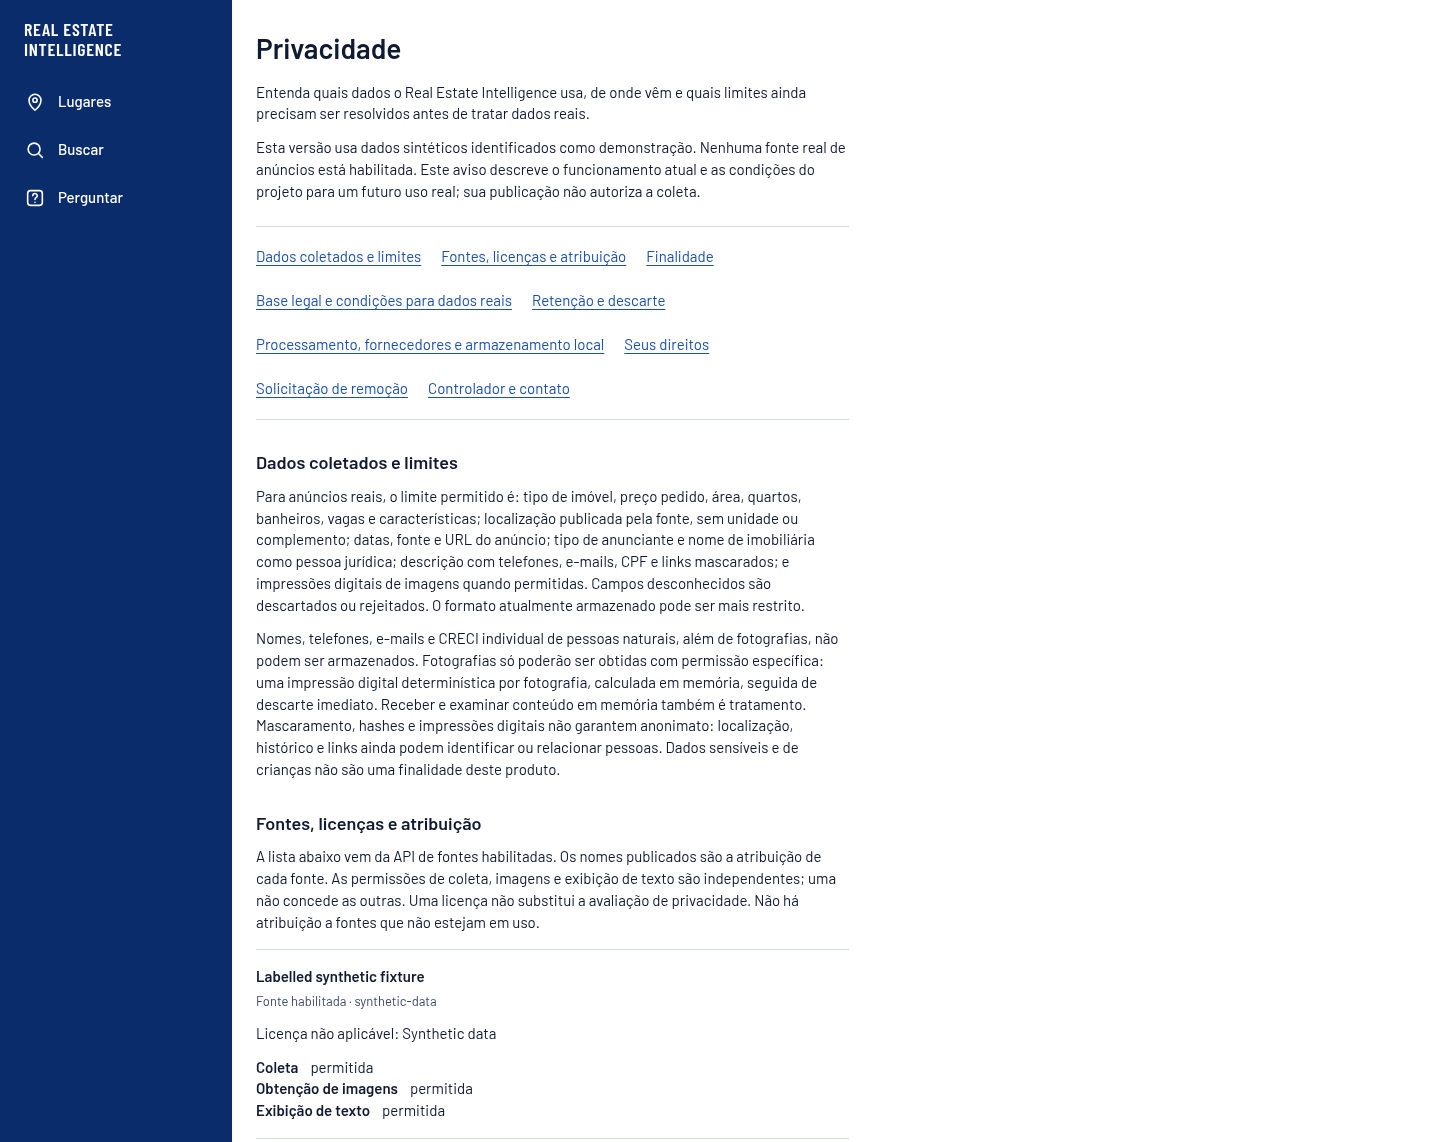 REAL ESTATE
INTELLIGENCE
Lugares
Buscar
Perguntar
Privacidade
Entenda quais dados o Real Estate Intelligence usa, de onde vêm e quais limites ainda
precisam ser resolvidos antes de tratar dados reais.
Esta versão usa dados sintéticos identificados como demonstração. Nenhuma fonte real de
anúncios está habilitada. Este aviso descreve o funcionamento atual e as condições do
projeto para um futuro uso real; sua publicação não autoriza a coleta.
Dados coletados e limites Fontes, licenças e atribuição Finalidade
Base legal e condições para dados reais Retenção e descarte
Processamento, fornecedores e armazenamento local Seus direitos
Solicitação de remoção Controlador e contato
Dados coletados e limites
Para anúncios reais, o limite permitido é: tipo de imóvel, preço pedido, área, quartos,
banheiros, vagas e características; localização publicada pela fonte, sem unidade ou
complemento; datas, fonte e URL do anúncio; tipo de anunciante e nome de imobiliária
como pessoa jurídica; descrição com telefones, e-mails, CPF e links mascarados; e
impressões digitais de imagens quando permitidas. Campos desconhecidos são
descartados ou rejeitados. O formato atualmente armazenado pode ser mais restrito.
Nomes, telefones, e-mails e CRECI individual de pessoas naturais, além de fotografias, não
podem ser armazenados. Fotografias só poderão ser obtidas com permissão específica:
uma impressão digital determinística por fotografia, calculada em memória, seguida de
descarte imediato. Receber e examinar conteúdo em memória também é tratamento.
Mascaramento, hashes e impressões digitais não garantem anonimato: localização,
histórico e links ainda podem identificar ou relacionar pessoas. Dados sensíveis e de
crianças não são uma finalidade deste produto.
Fontes, licenças e atribuição
A lista abaixo vem da API de fontes habilitadas. Os nomes publicados são a atribuição de
cada fonte. As permissões de coleta, imagens e exibição de texto são independentes; uma
não concede as outras. Uma licença não substitui a avaliação de privacidade. Não há
atribuição a fontes que não estejam em uso.
Labelled synthetic fixture
Fonte habilitada · synthetic-data
Licença não aplicável: Synthetic data
Coleta permitida
Obtenção de imagens permitida
Exibição de texto permitida